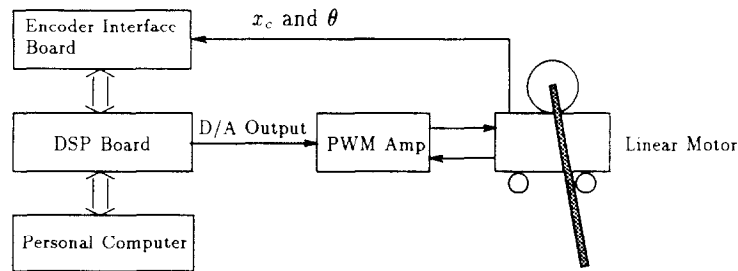 x_c and θ
Encoder Interface
Board
D/A Output
DSP Board
PWM Amp
Linear Motor
Personal Computer